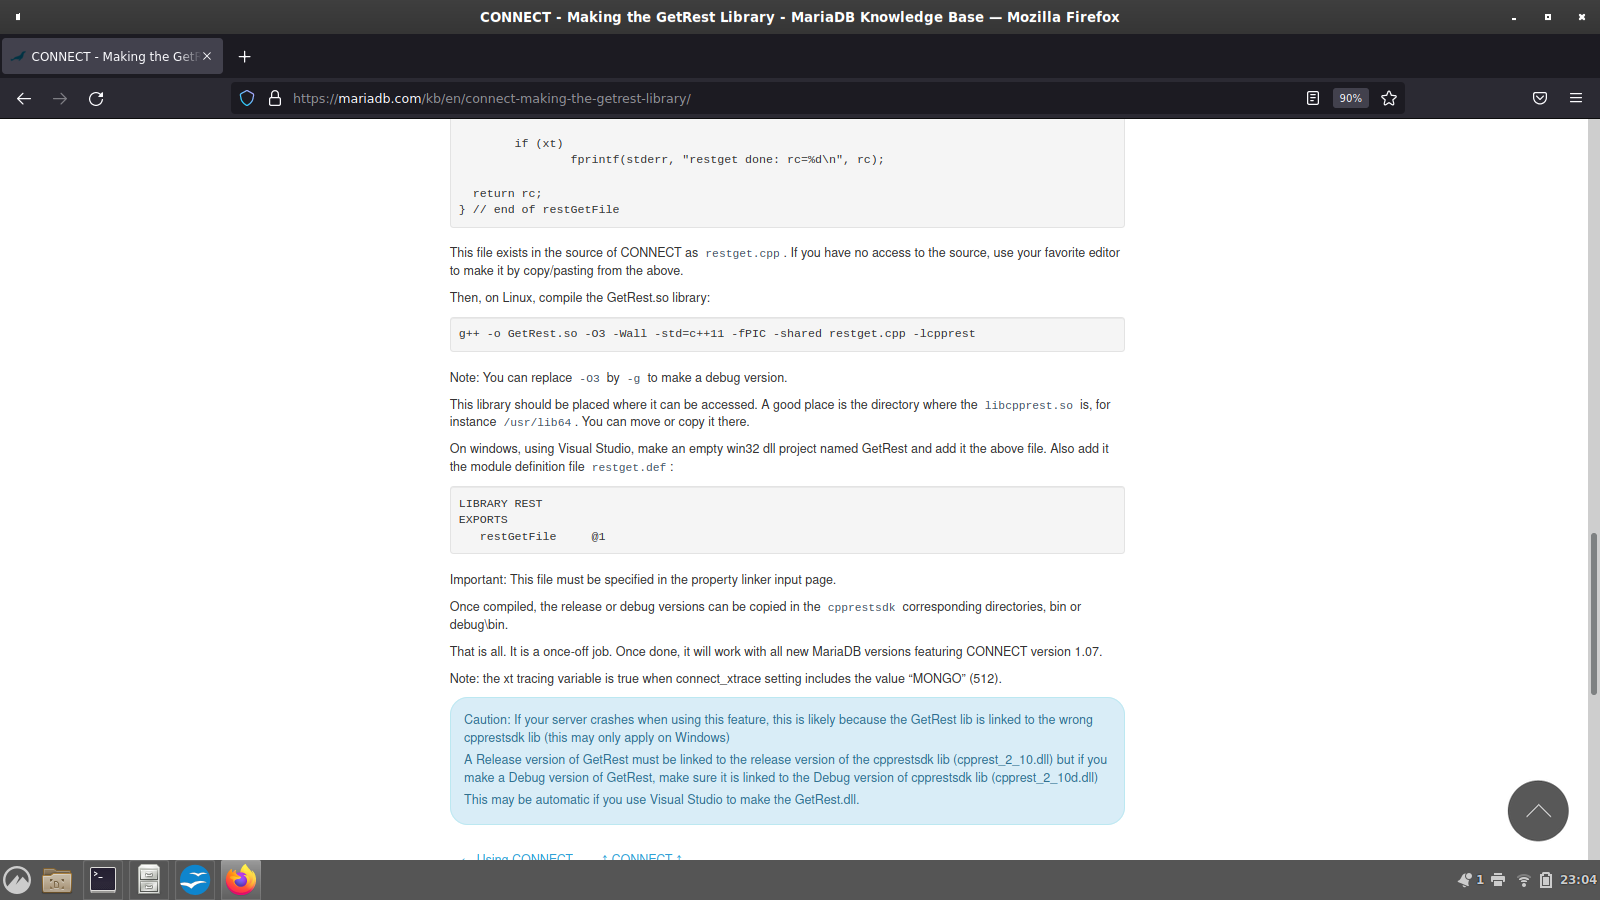 CONNECT - Making the GetRest Library - MariaDB Knowledge Base — Mozilla Firefox
CONNECT - Making the GetR
https://mariadb.com/kb/en/connect-making-the-getrest-library/
90%
if (xt)
fprintf(stderr, "restget done: rc=%d\n", rc);
return rc;
} // end of restGetFile
This file exists in the source of CONNECT as restget.cpp . If you have no access to the source, use your favorite editor
to make it by copy/pasting from the above.
Then, on Linux, compile the GetRest.so library:
g++ -o GetRest.so -O3 -Wall -std=c++11 -fPIC -shared restget.cpp -lcpprest
Note: You can replace -O3 by -g to make a debug version.
This library should be placed where it can be accessed. A good place is the directory where the libcpprest.so is, for
instance /usr/lib64 . You can move or copy it there.
On windows, using Visual Studio, make an empty win32 dll project named GetRest and add it the above file. Also add it
the module definition file restget.def :
LIBRARY REST
EXPORTS
restGetFile @1
Important: This file must be specified in the property linker input page.
Once compiled, the release or debug versions can be copied in the cpprestsdk corresponding directories, bin or
debug\bin.
That is all. It is a once-off job. Once done, it will work with all new MariaDB versions featuring CONNECT version 1.07.
Note: the xt tracing variable is true when connect_xtrace setting includes the value “MONGO” (512).
Caution: If your server crashes when using this feature, this is likely because the GetRest lib is linked to the wrong
cpprestsdk lib (this may only apply on Windows)
A Release version of GetRest must be linked to the release version of the cpprestsdk lib (cpprest_2_10.dll) but if you
make a Debug version of GetRest, make sure it is linked to the Debug version of cpprestsdk lib (cpprest_2_10d.dll)
This may be automatic if you use Visual Studio to make the GetRest.dll.
← Using CONNECT ↑ CONNECT ↑
1 23:04